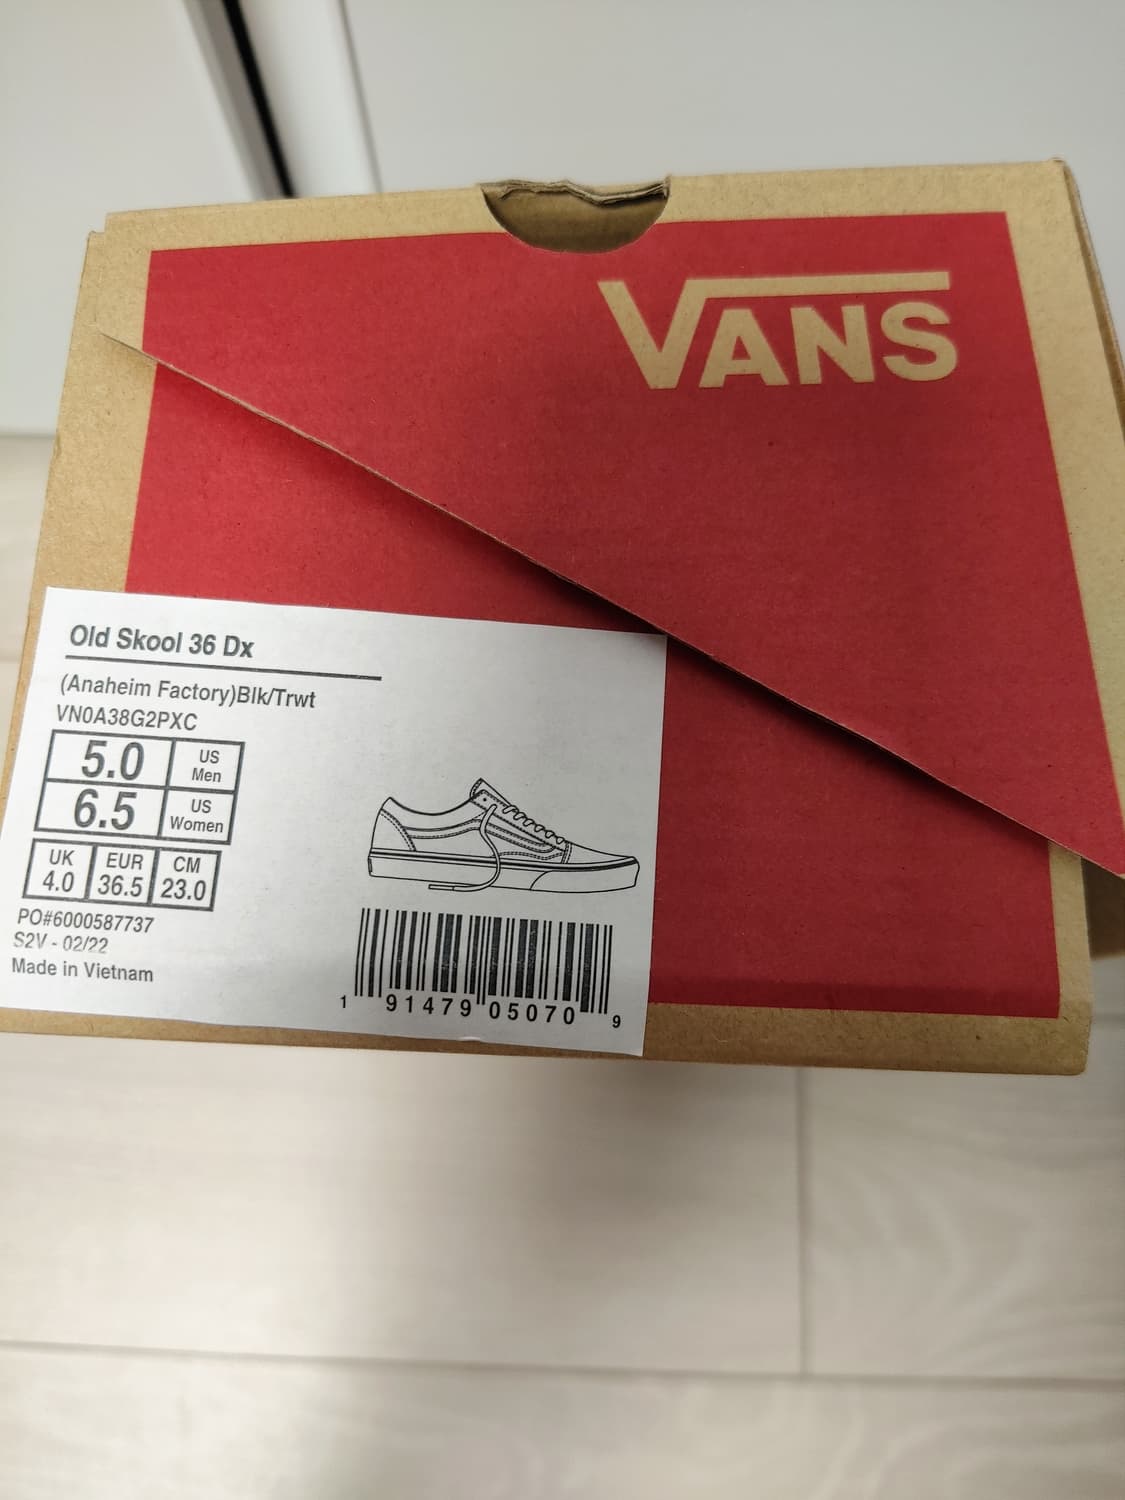 VANS
Old Skool 36 Dx
(Anaheim Factory)Blk/Trwt
VN0A38G2PXC
5.0 US Men
6.5 US Women
UK 4.0 EUR 36.5 CM 23.0
PO#6000587737
S2V - 02/22
Made in Vietnam
1 91479 05070 9